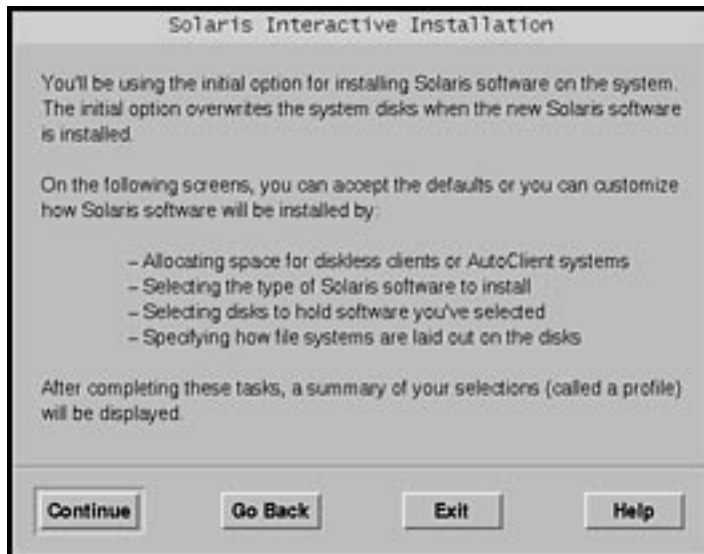 Solaris Interactive Installation
You'll be using the initial option for installing Solaris software on the system.
The initial option overwrites the system disks when the new Solaris software
is installed.
On the following screens, you can accept the defaults or you can customize
how Solaris software will be installed by:
– Allocating space for diskless clients or AutoClient systems
– Selecting the type of Solaris software to install
– Selecting disks to hold software you've selected
– Specifying how file systems are laid out on the disks
After completing these tasks, a summary of your selections (called a profile)
will be displayed.
Continue Go Back Exit Help